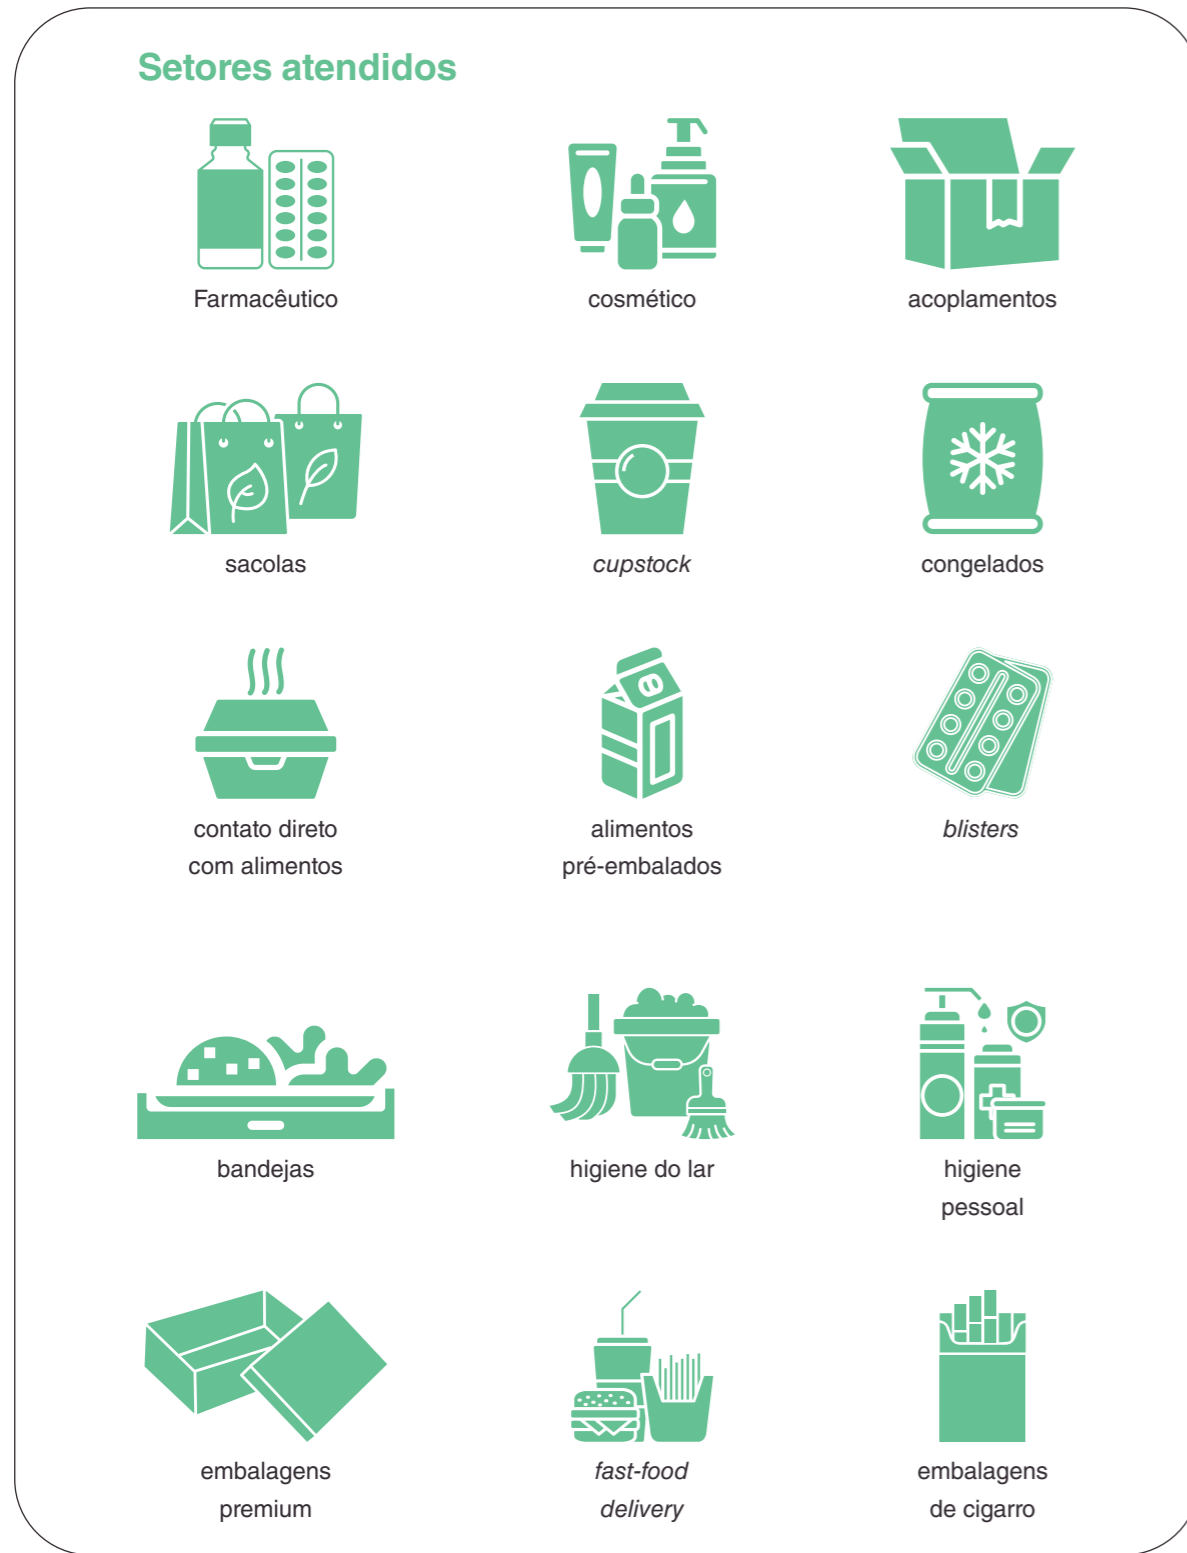 Setores atendidos
Farmacêutico
cosmético
acoplamentos
sacolas
cupstock
congelados
contato direto
com alimentos
alimentos
pré-embalados
blisters
bandejas
higiene do lar
higiene
pessoal
embalagens
premium
fast-food
delivery
embalagens
de cigarro